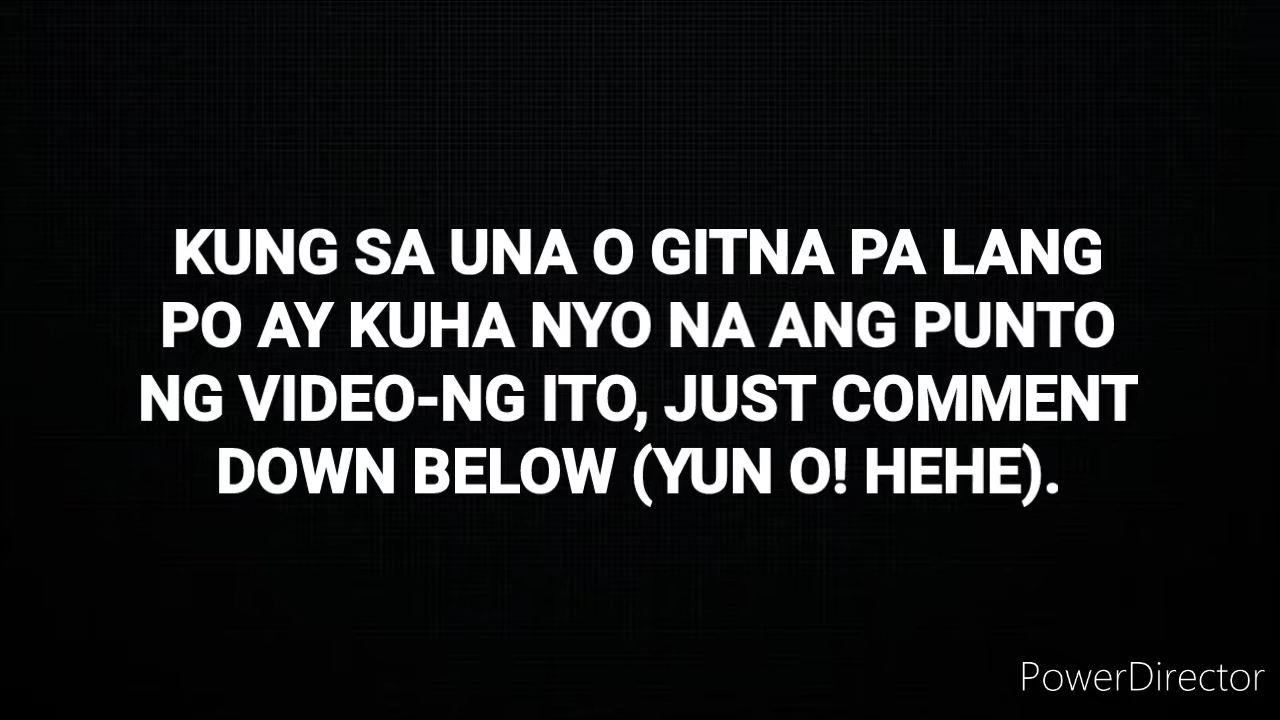 KUNG SA UNA O GITNA PA LANG
PO AY KUHA NYO NA ANG PUNTO
NG VIDEO-NG ITO, JUST COMMENT
DOWN BELOW (YUN O! HEHE).
PowerDirector